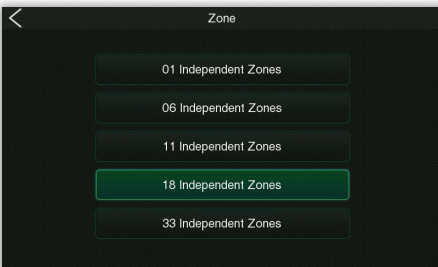 Zone
01 Independent Zones
06 Independent Zones
11 Independent Zones
18 Independent Zones
33 Independent Zones